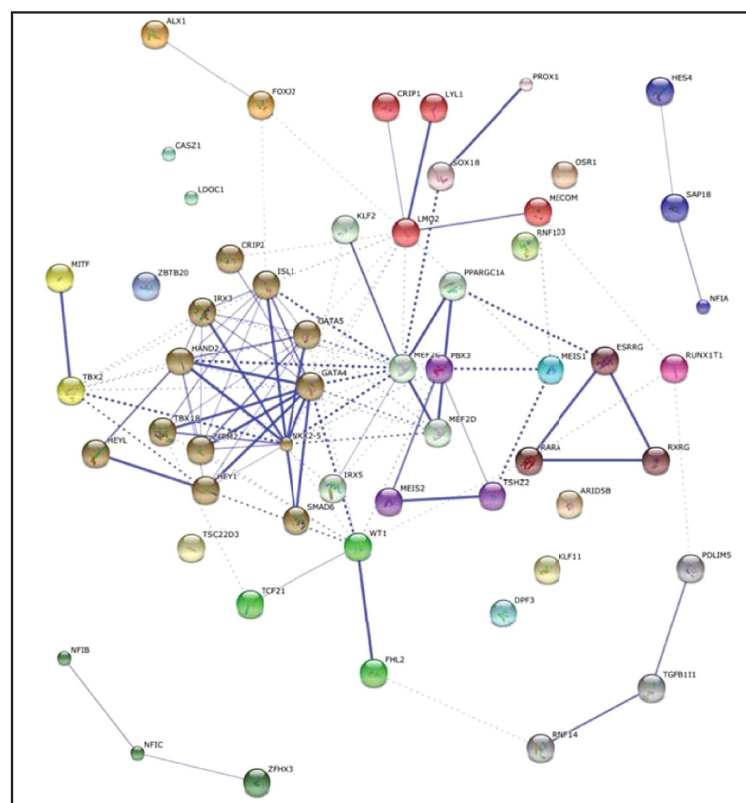 ALX1
FOXJ2
CRIP1
LYL1
PROX1
HES4
CASZ1
SOX18
OSR1
LDOC1
MECOM
SAP18
KLF2
LMO2
RNF103
CRIP2
MITF
ZBTB20
ISL1
PPARGC1A
IRX3
NFIA
GATA5
HAND2
MEF2C
PBX3
MEIS1
ESRRG
RUNX1T1
TBX2
GATA4
TBX18
MEF2D
HEYL
ZFPM2
NKX2-5
RARA
RXRG
HEY1
IRX5
MEIS2
TSHZ2
ARID5B
SMAD6
TSC22D3
WT1
KLF11
PDLIM5
TCF21
DPF3
NFIB
FHL2
TGFB1I1
NFIC
RNF14
ZFHX3